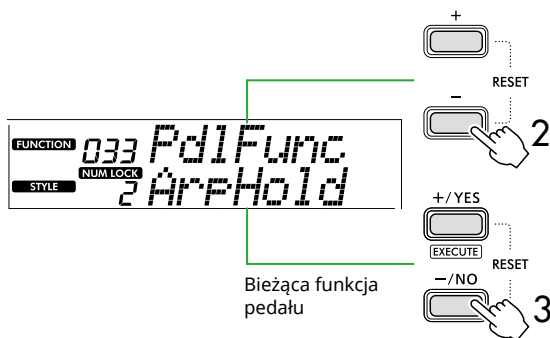 +
RESET
−
2
FUNCTION 033 PdlFunc
NUM LOCK
STYLE 2 ArpHold
+/YES
EXECUTE
RESET
−/NO
3
Bieżąca funkcja
pedału